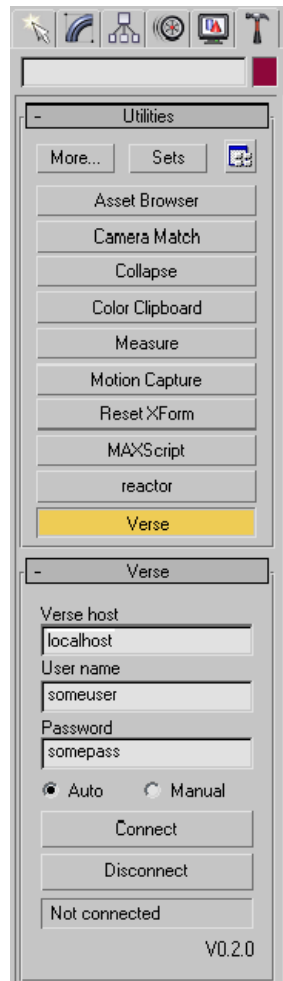 - Utilities
More... Sets
Asset Browser
Camera Match
Collapse
Color Clipboard
Measure
Motion Capture
Reset XForm
MAXScript
reactor
Verse
- Verse
Verse host
localhost
User name
someuser
Password
somepass
Auto Manual
Connect
Disconnect
Not connected
V0.2.0